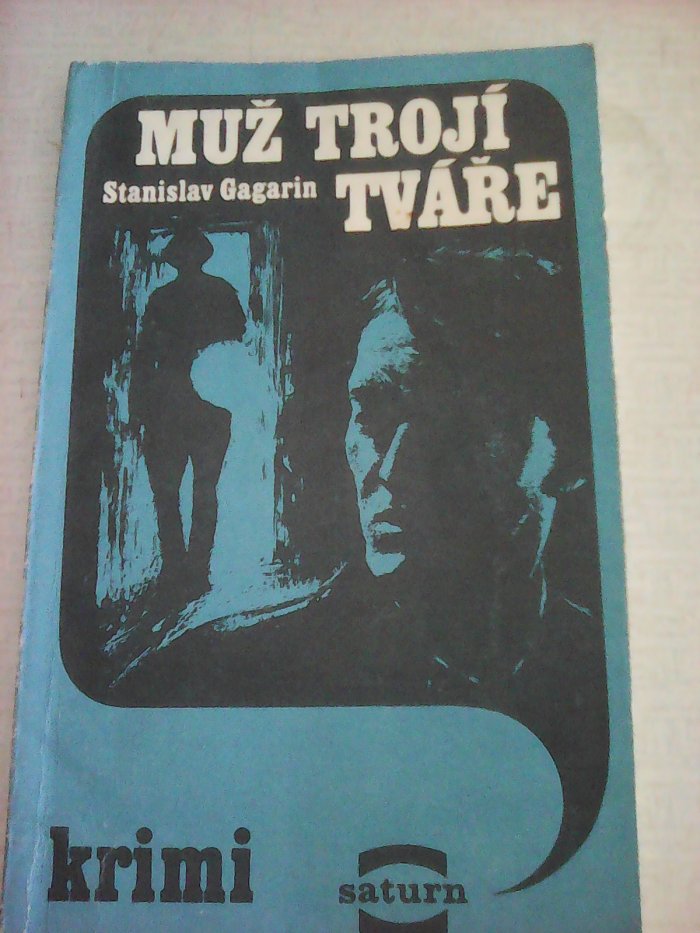 MUŽ TROJÍ
TVÁŘE
Stanislav Gagarin
krimi
saturn